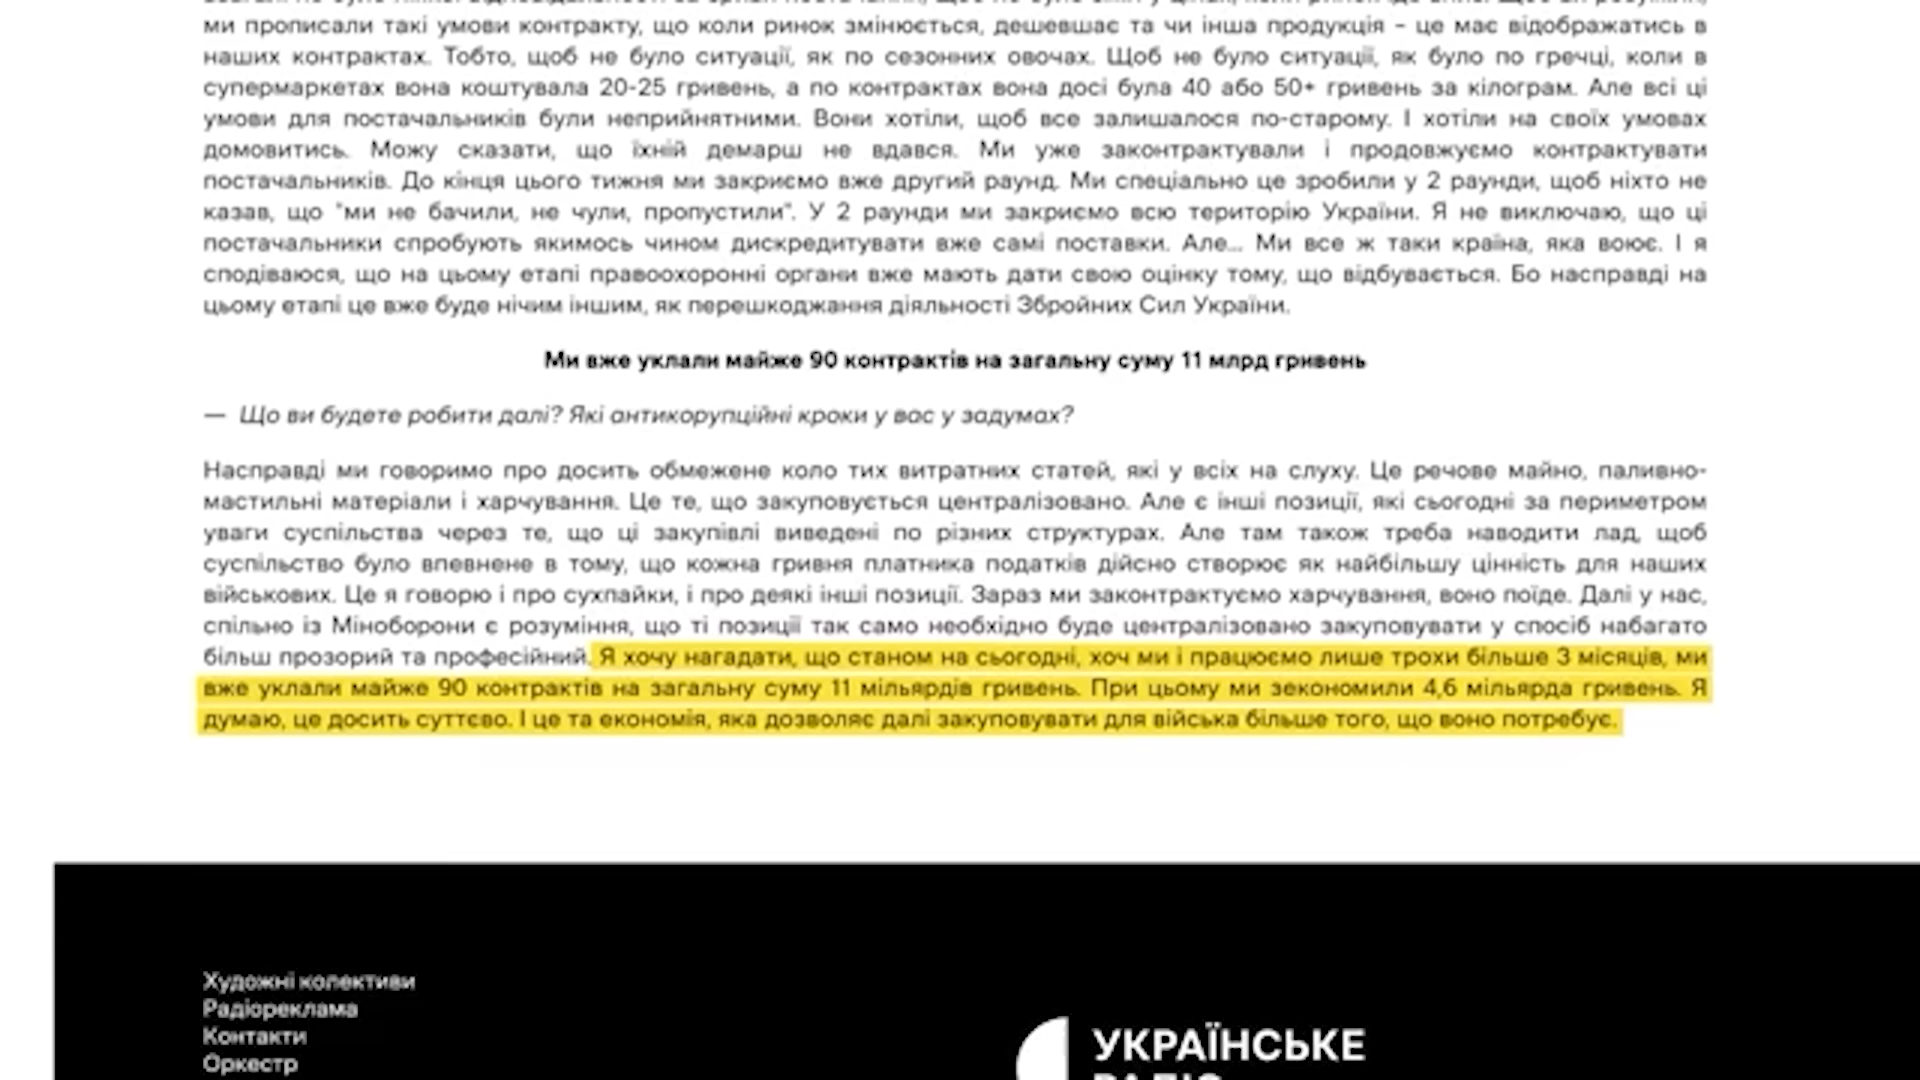 ми прописали такі умови контракту, що коли ринок змінюється, дешевшає та чи інша продукція – це має відображатись в
наших контрактах. Тобто, щоб не було ситуації, як по сезонних овочах. Щоб не було ситуації, як було по гречці, коли в
супермаркетах вона коштувала 20-25 гривень, а по контрактах вона досі була 40 або 50+ гривень за кілограм. Але всі ці
умови для постачальників були неприйнятними. Вони хотіли, щоб все залишалося по-старому. І хотіли на своїх умовах
домовитись. Можу сказати, що їхній демарш не вдався. Ми уже законтрактували і продовжуємо контрактувати
постачальників. До кінця цього тижня ми закриємо вже другий раунд. Ми спеціально це зробили у 2 раунди, щоб ніхто не
казав, що "ми не бачили, не чули, пропустили". У 2 раунди ми закриємо всю територію України. Я не виключаю, що ці
постачальники спробують якимось чином дискредитувати вже самі поставки. Але... Ми все ж таки країна, яка воює. І я
сподіваюся, що на цьому етапі правоохоронні органи вже мають дати свою оцінку тому, що відбувається. Бо насправді на
цьому етапі це вже буде нічим іншим, як перешкоджання діяльності Збройних Сил України.
Ми вже уклали майже 90 контрактів на загальну суму 11 млрд гривень
— Що ви будете робити далі? Які антикорупційні кроки у вас у задумах?
Насправді ми говоримо про досить обмежене коло тих витратних статей, які у всіх на слуху. Це речове майно, паливно-
мастильні матеріали і харчування. Це те, що закуповується централізовано. Але є інші позиції, які сьогодні за периметром
уваги суспільства через те, що ці закупівлі виведені по різних структурах. Але там також треба наводити лад, щоб
суспільство було впевнене в тому, що кожна гривня платника податків дійсно створює як найбільшу цінність для наших
військових. Це я говорю і про сухпайки, і про деякі інші позиції. Зараз ми законтрактуємо харчування, воно поїде. Далі у нас,
спільно із Міноборони є розуміння, що ті позиції так само необхідно буде централізовано закуповувати у спосіб набагато
більш прозорий та професійний. Я хочу нагадати, що станом на сьогодні, хоч ми і працюємо лише трохи більше 3 місяців, ми
вже уклали майже 90 контрактів на загальну суму 11 мільярдів гривень. При цьому ми зекономили 4,6 мільярда гривень. Я
думаю, це досить суттєво. І це та економія, яка дозволяє далі закуповувати для війська більше того, що воно потребує.
Художні колективи
Радіореклама
Контакти
Оркестр
УКРАЇНСЬКЕ